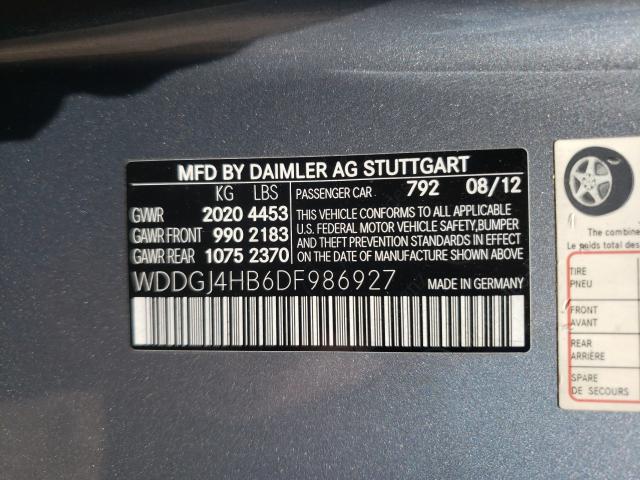 MFD BY DAIMLER AG STUTTGART
KG LBS PASSENGER CAR 792 08/12
GVWR 2020 4453
GAWR FRONT 990 2183
GAWR REAR 1075 2370
THIS VEHICLE CONFORMS TO ALL APPLICABLE
U.S. FEDERAL MOTOR VEHICLE SAFETY,BUMPER
AND THEFT PREVENTION STANDARDS IN EFFECT
ON THE DATE OF MANUFACTURE SHOWN ABOVE.
WDDGJ4HB6DF986927 MADE IN GERMANY
The combine
Le poids total des
TIRE
PNEU
FRONT
AVANT
REAR
ARRIÈRE
SPARE
DE SECOURS